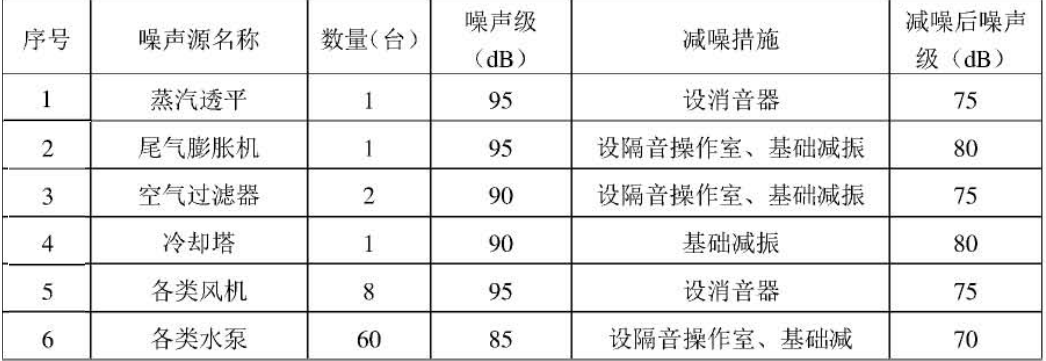 序号 噪声源名称 数量（台） 噪声级（dB） 减噪措施 减噪后噪声级（dB）
1 蒸汽透平 1 95 设消音器 75
2 尾气膨胀机 1 95 设隔音操作室、基础减振 80
3 空气过滤器 2 90 设隔音操作室、基础减振 75
4 冷却塔 1 90 基础减振 80
5 各类风机 8 95 设消音器 75
6 各类水泵 60 85 设隔音操作室、基础减 70